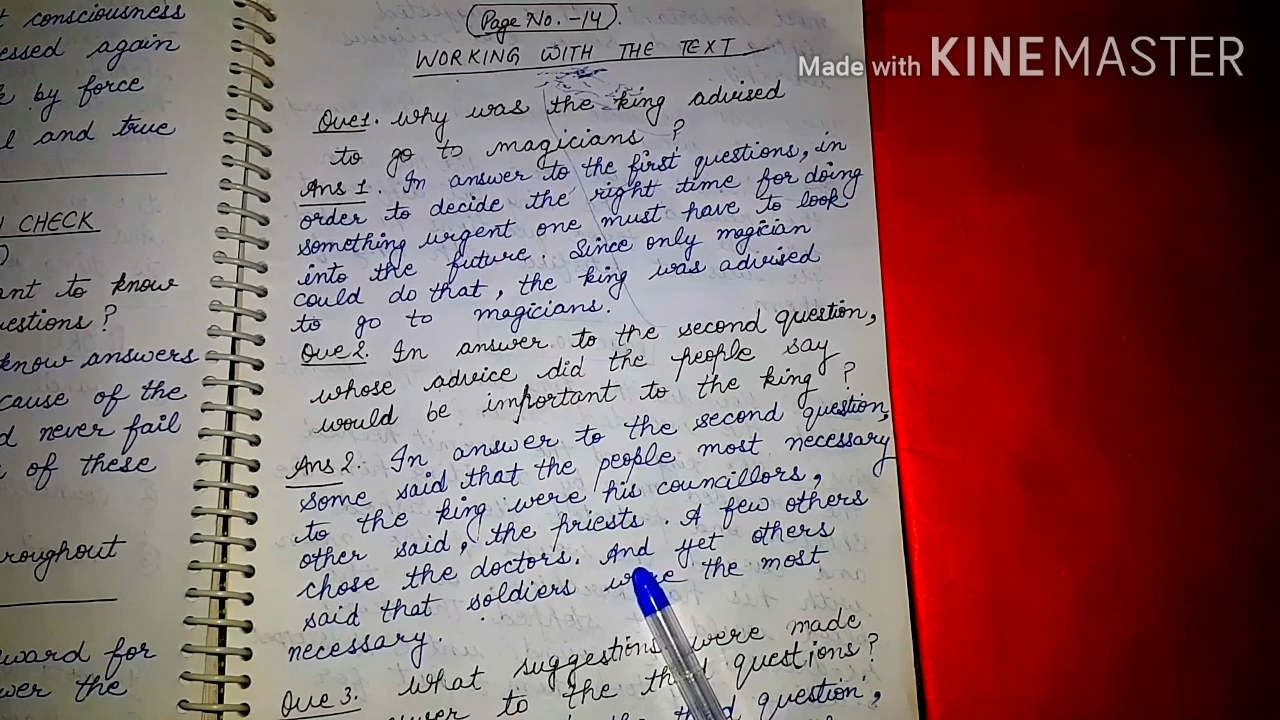 t consciousness
essed again
k by force
l and true
CHECK
ant to know
estions ?
know answers
cause of the
d never fail
of these
roughout
ward for
wer the
Page No. -14.
WORKING WITH THE TEXT
Made with KINEMASTER
Que1. Why was the king advised
to go to magicians ?
Ans 1. In answer to the first questions, in
order to decide the right time for doing
something urgent one must have to look
into the future. Since only magician
could do that, the king was advised
to go to magicians.
Que 2. In answer to the second question,
whose advice did the people say
would be important to the king ?
Ans 2. In answer to the second question,
some said that the people most necessary
to the king were his councillors,
other said, the priests. A few others
chose the doctors. And yet others
said that soldiers were the most
necessary.
Que 3. What suggestions were made
to the third questions ?
question,